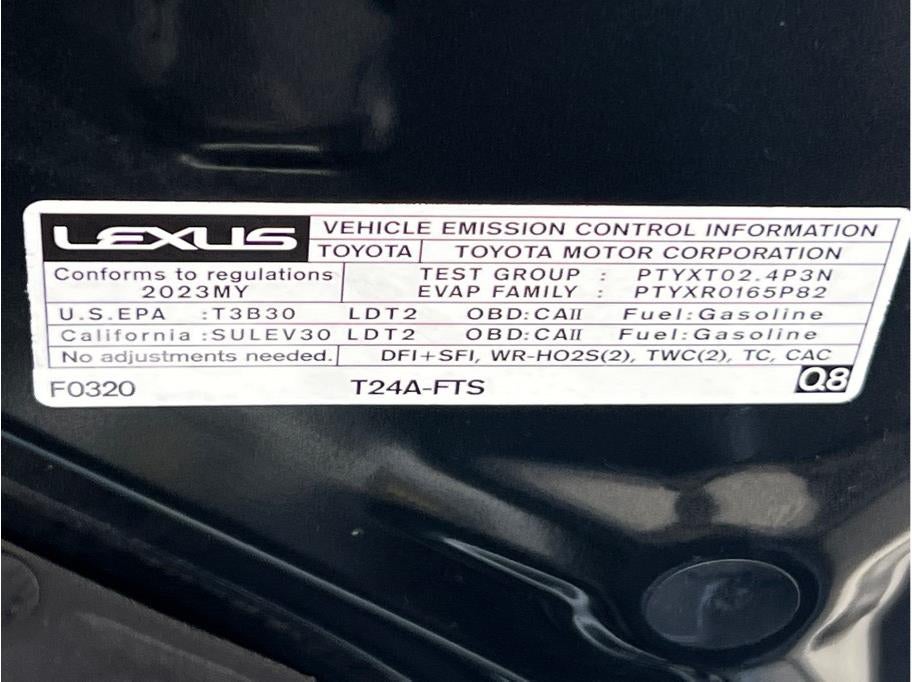 LEXUS
VEHICLE EMISSION CONTROL INFORMATION
TOYOTA TOYOTA MOTOR CORPORATION
Conforms to regulations
2023MY
TEST GROUP : PTYXT02.4P3N
EVAP FAMILY : PTYXR0165P82
U.S.EPA :T3B30 LDT2 OBD:CAII Fuel:Gasoline
California :SULEV30 LDT2 OBD:CAII Fuel:Gasoline
No adjustments needed. DFI+SFI, WR-HO2S(2), TWC(2), TC, CAC
F0320 T24A-FTS Q8